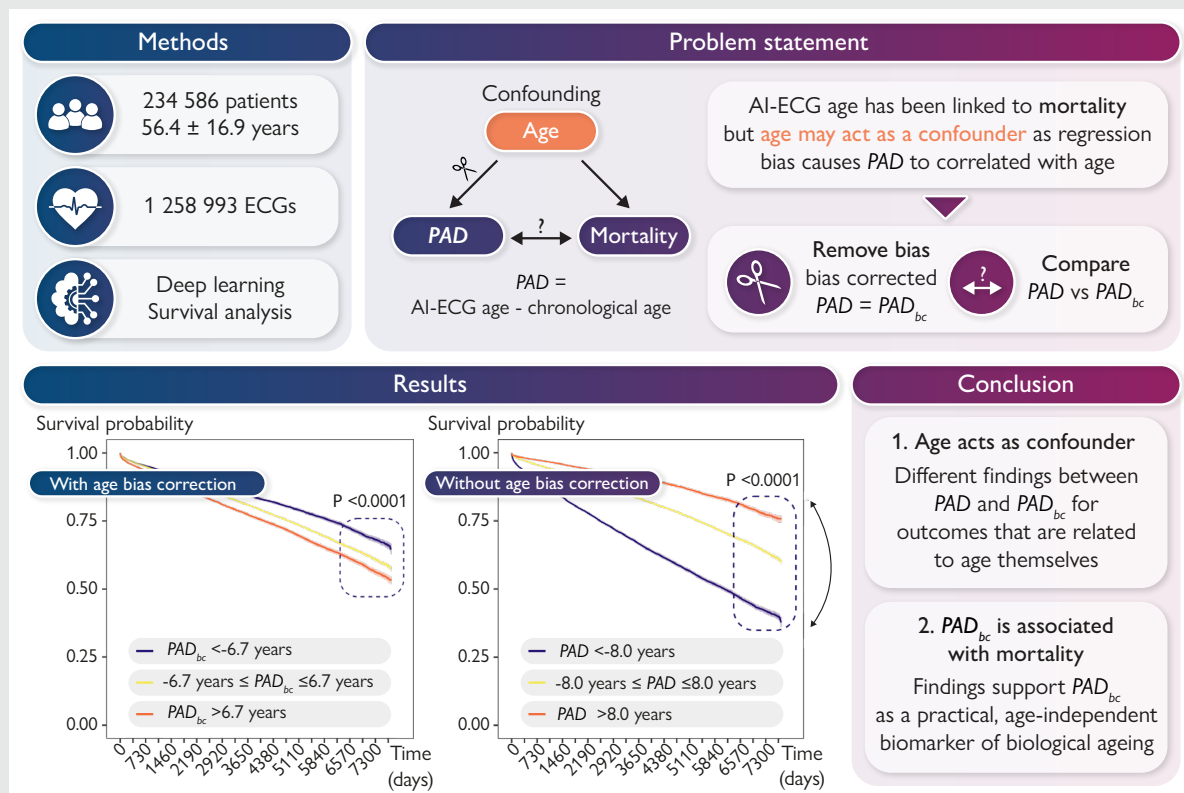 Methods
234 586 patients
56.4 ± 16.9 years
1 258 993 ECGs
Deep learning
Survival analysis
Problem statement
Confounding
Age
PAD
?
Mortality
PAD =
AI-ECG age - chronological age
AI-ECG age has been linked to mortality
but age may act as a confounder as regression
bias causes PAD to correlated with age
Remove bias
bias corrected
PAD = PAD_bc
?
Compare
PAD vs PAD_bc
Results
Survival probability
1.00
0.75
0.50
0.25
0.00
With age bias correction
P <0.0001
PAD_bc <-6.7 years
-6.7 years ≤ PAD_bc ≤6.7 years
PAD_bc >6.7 years
0
730
1460
2190
2920
3650
4380
5110
5840
6570
7300
Time
(days)
Survival probability
1.00
0.75
0.50
0.25
0.00
Without age bias correction
P <0.0001
PAD <-8.0 years
-8.0 years ≤ PAD ≤8.0 years
PAD >8.0 years
0
730
1460
2190
2920
3650
4380
5110
5840
6570
7300
Time
(days)
Conclusion
1. Age acts as confounder
Different findings between
PAD and PAD_bc for
outcomes that are related
to age themselves
2. PAD_bc is associated
with mortality
Findings support PAD_bc
as a practical, age-independent
biomarker of biological ageing